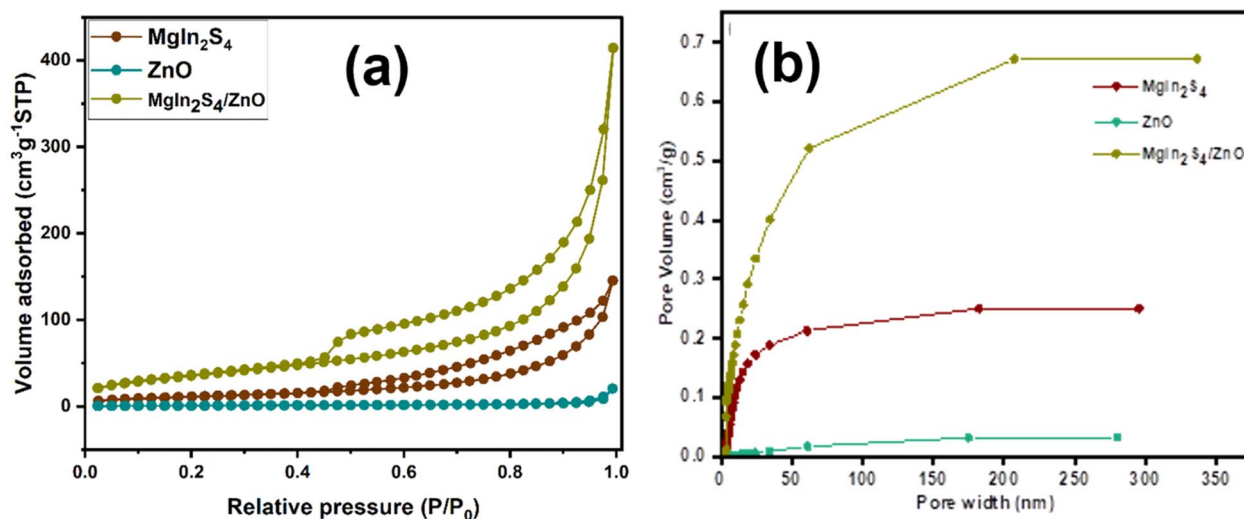 (a)
MgIn₂S₄
ZnO
MgIn₂S₄/ZnO
Volume adsorbed (cm³g⁻¹STP)
400
300
200
100
0
0.0 0.2 0.4 0.6 0.8 1.0
Relative pressure (P/P₀)
(b)
MgIn₂S₄
ZnO
MgIn₂S₄/ZnO
Pore Volume (cm³/g)
0.7
0.6
0.5
0.4
0.3
0.2
0.1
0.0
0 50 100 150 200 250 300 350
Pore width (nm)